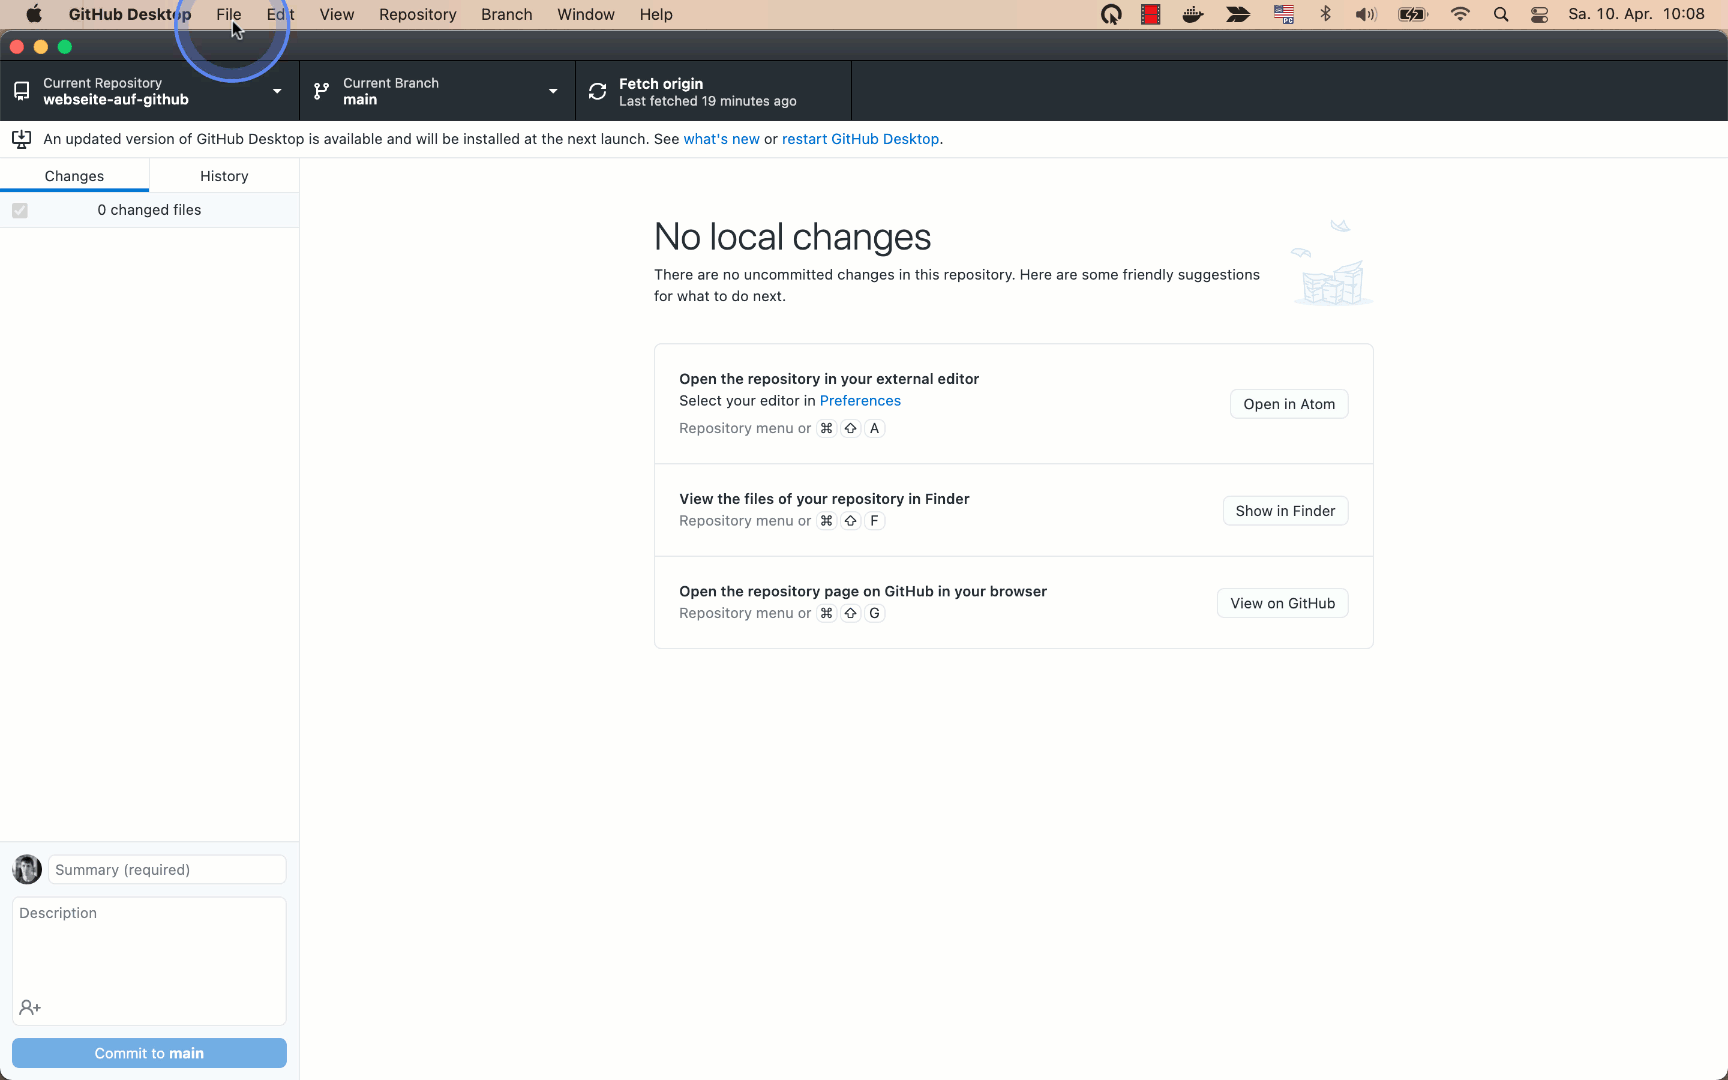 GitHub Desktop File Edit View Repository Branch Window Help Sa. 10. Apr. 10:08
Current Repository
webseite-auf-github
Current Branch
main
Fetch origin
Last fetched 19 minutes ago
An updated version of GitHub Desktop is available and will be installed at the next launch. See what's new or restart GitHub Desktop.
Changes History
0 changed files
No local changes
There are no uncommitted changes in this repository. Here are some friendly suggestions
for what to do next.
Open the repository in your external editor
Select your editor in Preferences
Repository menu or ⌘ ⇧ A
Open in Atom
View the files of your repository in Finder
Repository menu or ⌘ ⇧ F
Show in Finder
Open the repository page on GitHub in your browser
Repository menu or ⌘ ⇧ G
View on GitHub
Summary (required)
Description
Commit to main